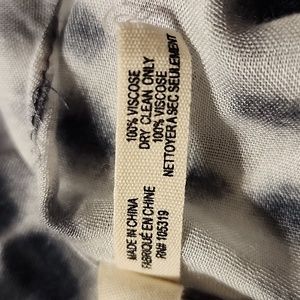 100% VISCOSE
DRY CLEAN ONLY
100% VISCOSE
NETTOYER A SEC SEULEMENT
MADE IN CHINA
FABRIQUÉ EN CHINE
RN# 105319